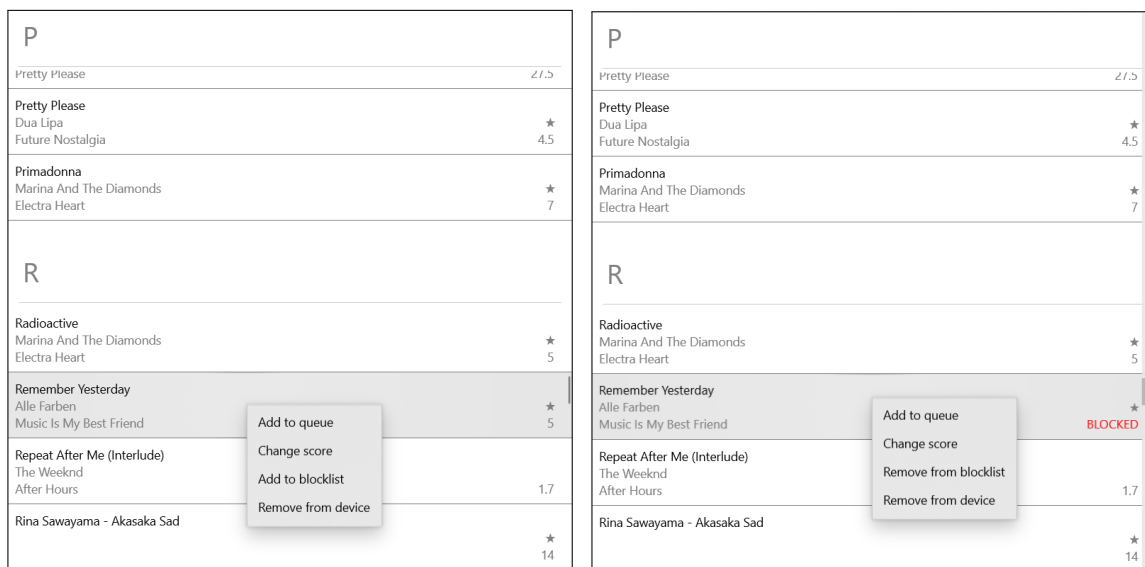 P
Pretty Please 27.5
Pretty Please
Dua Lipa ★
Future Nostalgia 4.5
Primadonna
Marina And The Diamonds ★
Electra Heart 7
R
Radioactive
Marina And The Diamonds ★
Electra Heart 5
Remember Yesterday
Alle Farben ★
Music Is My Best Friend 5
Add to queue
Change score
Add to blocklist
Remove from device
Repeat After Me (Interlude)
The Weeknd
After Hours 1.7
Rina Sawayama - Akasaka Sad
★
14
P
Pretty Please 27.5
Pretty Please
Dua Lipa ★
Future Nostalgia 4.5
Primadonna
Marina And The Diamonds ★
Electra Heart 7
R
Radioactive
Marina And The Diamonds ★
Electra Heart 5
Remember Yesterday
Alle Farben ★
Music Is My Best Friend BLOCKED
Add to queue
Change score
Remove from blocklist
Remove from device
Repeat After Me (Interlude)
The Weeknd
After Hours 1.7
Rina Sawayama - Akasaka Sad
★
14